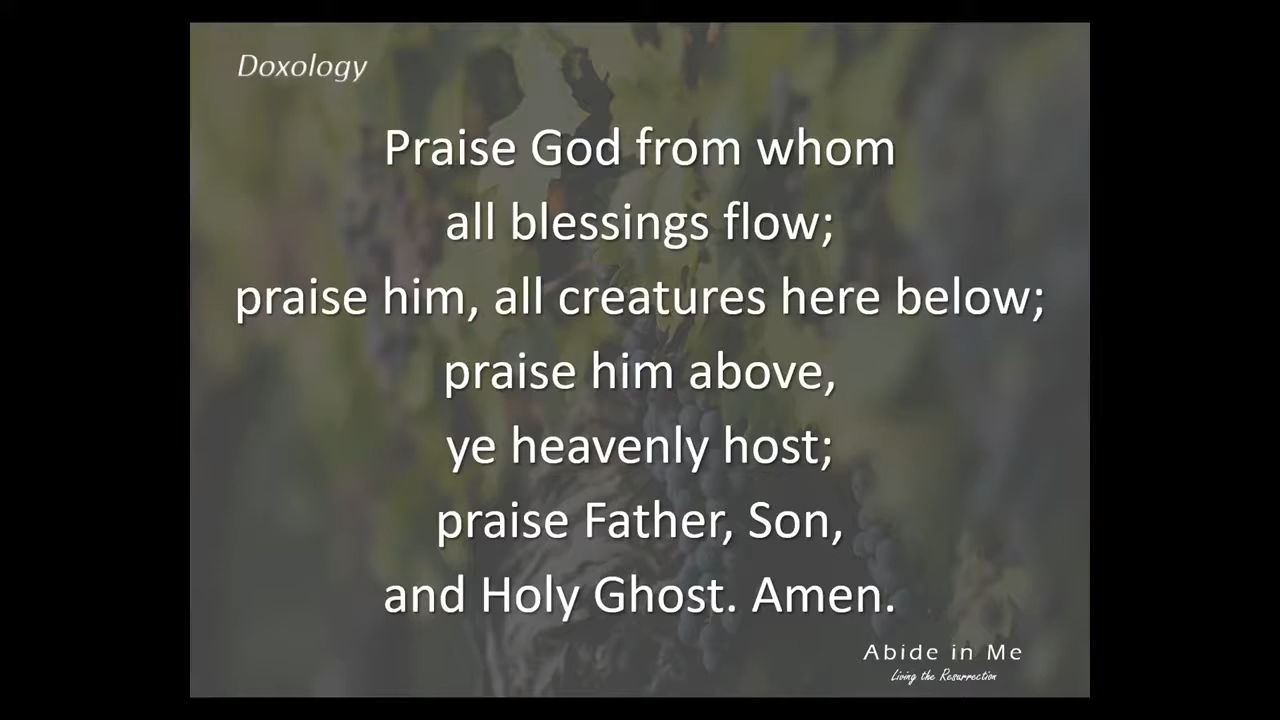 Doxology
Praise God from whom
all blessings flow;
praise him, all creatures here below;
praise him above,
ye heavenly host;
praise Father, Son,
and Holy Ghost. Amen.
Abide in Me
Living the Resurrection